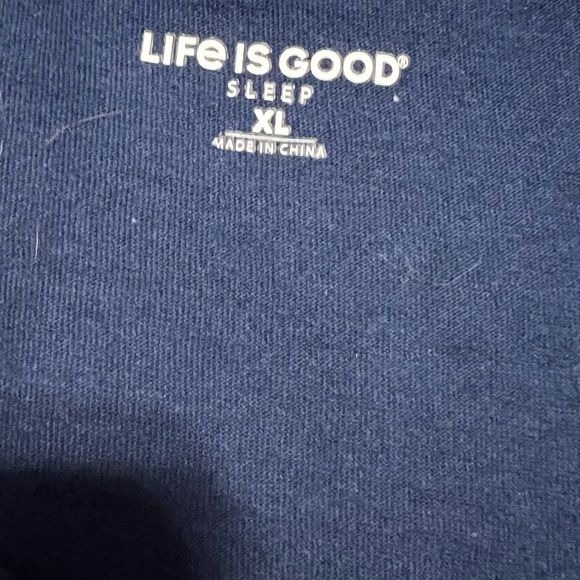 LIFe IS GOOD®
SLEEP
XL
MADE IN CHINA